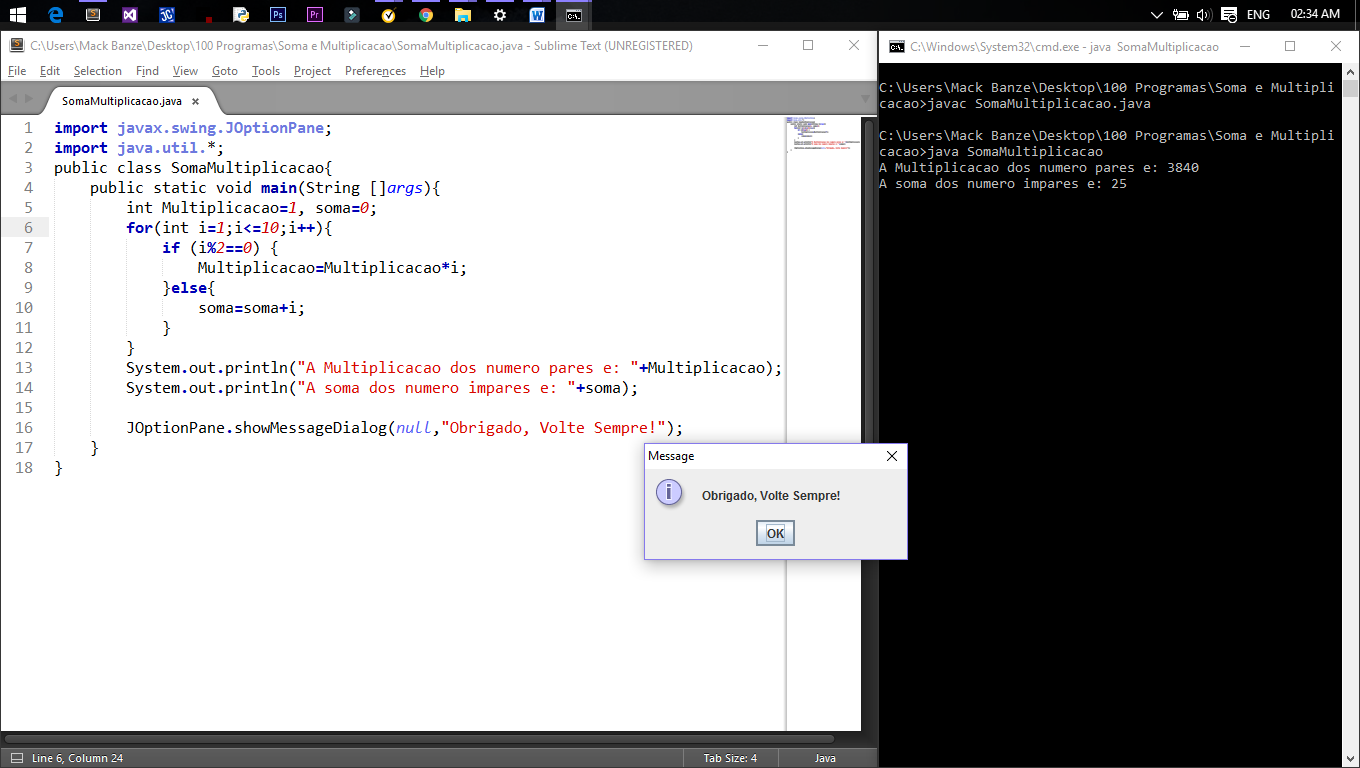 ENG 02:34 AM
C:\Users\Mack Banze\Desktop\100 Programas\Soma e Multiplicacao\SomaMultiplicacao.java - Sublime Text (UNREGISTERED)
File Edit Selection Find View Goto Tools Project Preferences Help
SomaMultiplicacao.java ×
1 import javax.swing.JOptionPane;
2 import java.util.*;
3 public class SomaMultiplicacao{
4     public static void main(String []args){
5         int Multiplicacao=1, soma=0;
6         for(int i=1;i<=10;i++){
7             if (i%2==0) {
8                 Multiplicacao=Multiplicacao*i;
9             }else{
10                 soma=soma+i;
11             }
12         }
13         System.out.println("A Multiplicacao dos numero pares e: "+Multiplicacao);
14         System.out.println("A soma dos numero impares e: "+soma);
15
16         JOptionPane.showMessageDialog(null,"Obrigado, Volte Sempre!");
17     }
18 }
Message
i
Obrigado, Volte Sempre!
OK
Line 6, Column 24 Tab Size: 4 Java
C:\Windows\System32\cmd.exe - java SomaMultiplicacao
C:\Users\Mack Banze\Desktop\100 Programas\Soma e Multipli
cacao>javac SomaMultiplicacao.java
C:\Users\Mack Banze\Desktop\100 Programas\Soma e Multipli
cacao>java SomaMultiplicacao
A Multiplicacao dos numero pares e: 3840
A soma dos numero impares e: 25